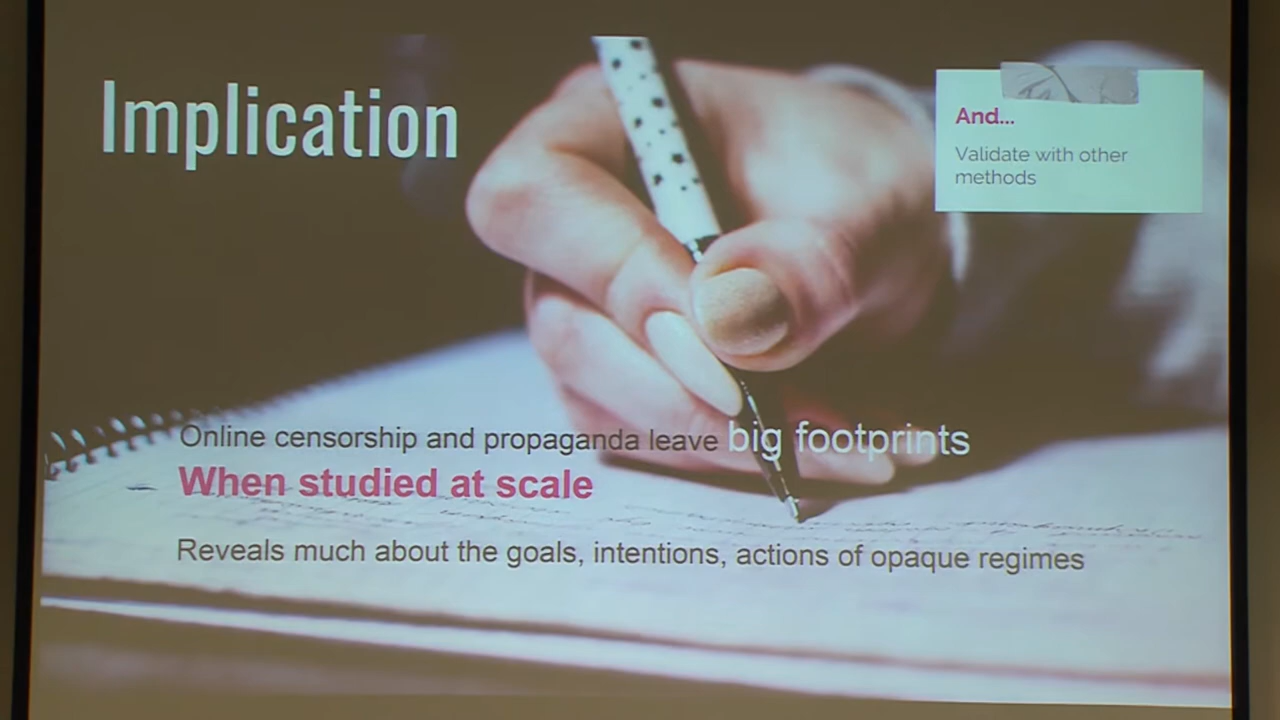 Implication
And...
Validate with other
methods
Online censorship and propaganda leave big footprints
When studied at scale
Reveals much about the goals, intentions, actions of opaque regimes